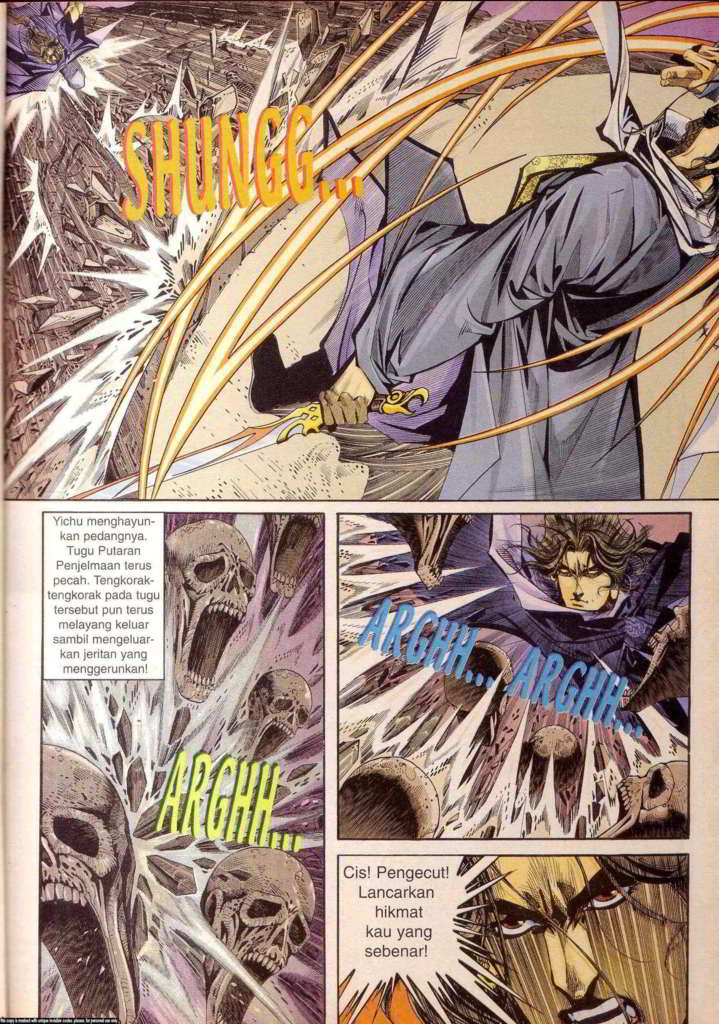 SHUNGG...
Yichu menghayun-
kan pedangnya.
Tugu Putaran
Penjelmaan terus
pecah. Tengkorak-
tengkorak pada tugu
tersebut pun terus
melayang keluar
sambil mengeluar-
kan jeritan yang
menggerunkan!
ARGHH...
ARGHH... ARGHH...
Cis! Pengecut!
Lancarkan
hikmat
kau yang
sebenar!